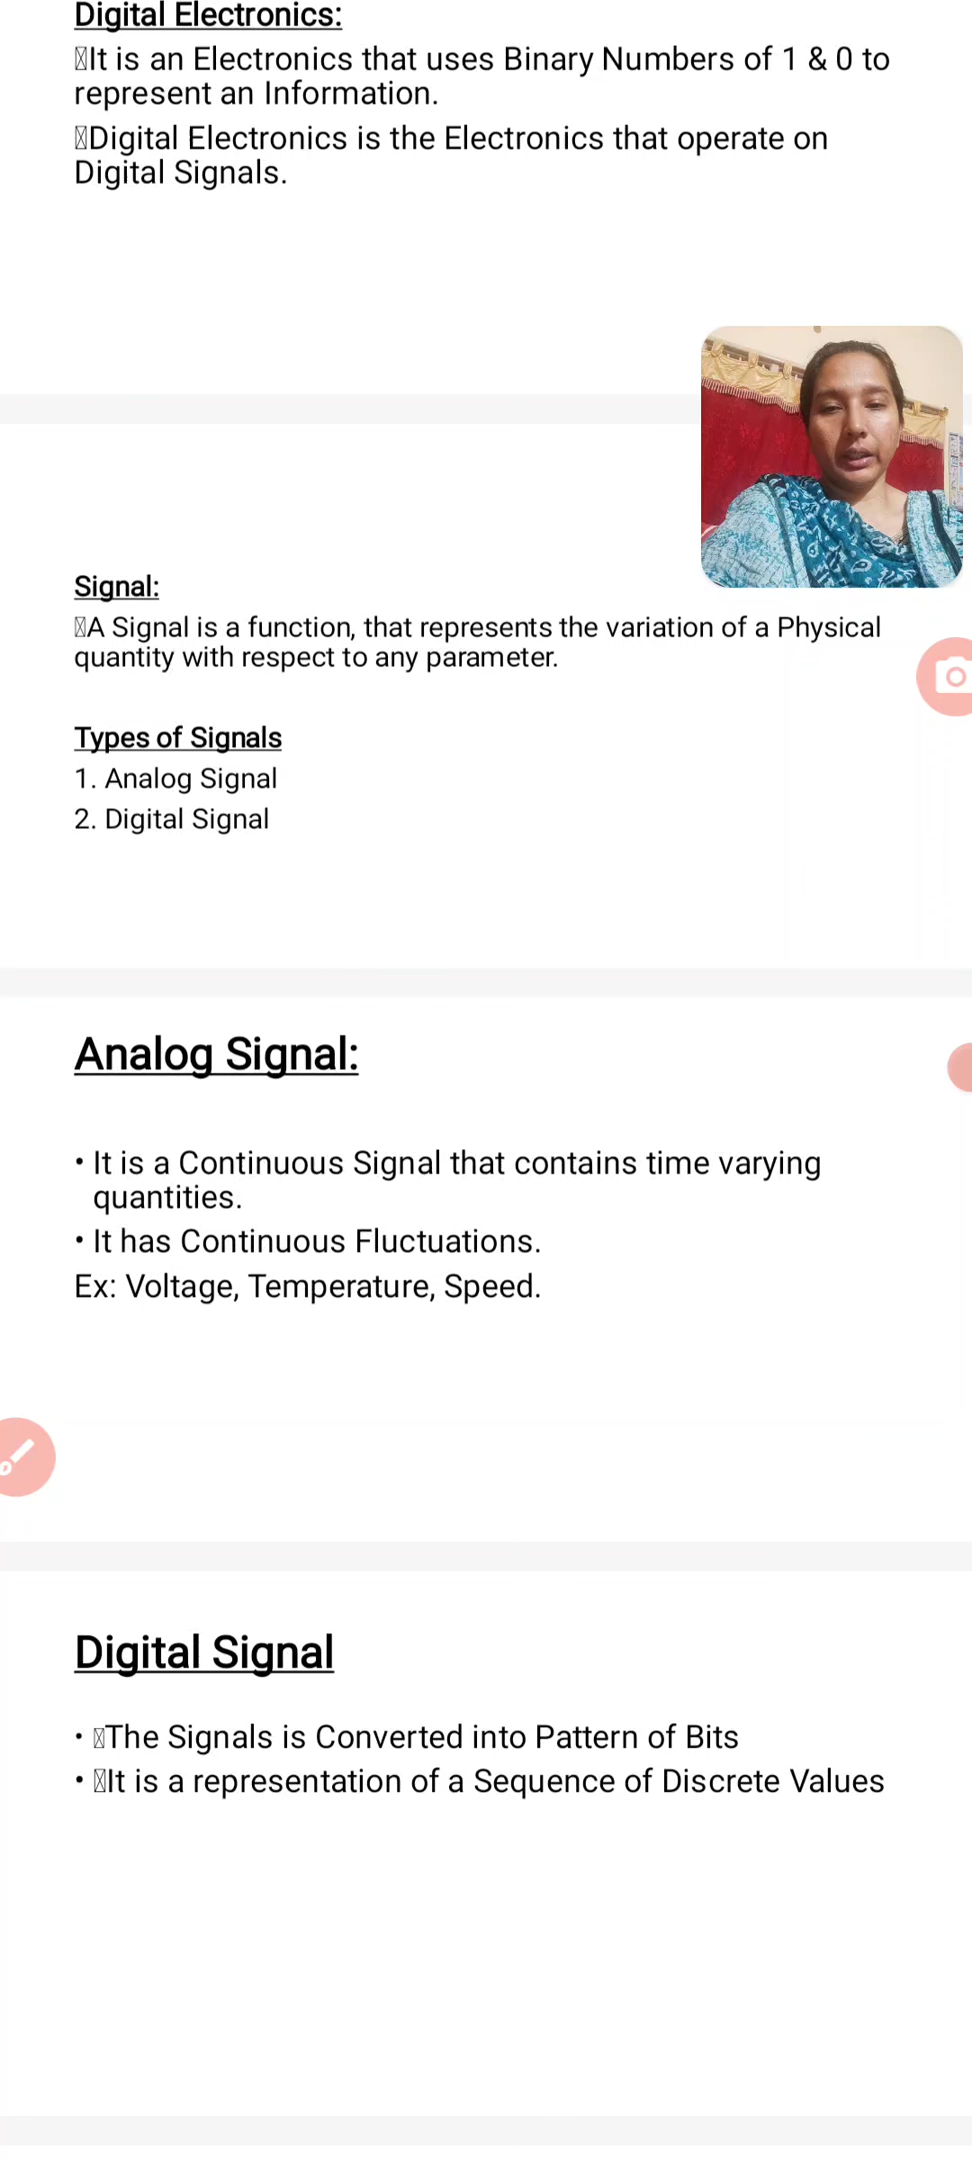 Digital Electronics:
It is an Electronics that uses Binary Numbers of 1 & 0 to
represent an Information.
Digital Electronics is the Electronics that operate on
Digital Signals.
Signal:
A Signal is a function, that represents the variation of a Physical
quantity with respect to any parameter.
Types of Signals
1. Analog Signal
2. Digital Signal
Analog Signal:
• It is a Continuous Signal that contains time varying
quantities.
• It has Continuous Fluctuations.
Ex: Voltage, Temperature, Speed.
Digital Signal
• The Signals is Converted into Pattern of Bits
• It is a representation of a Sequence of Discrete Values